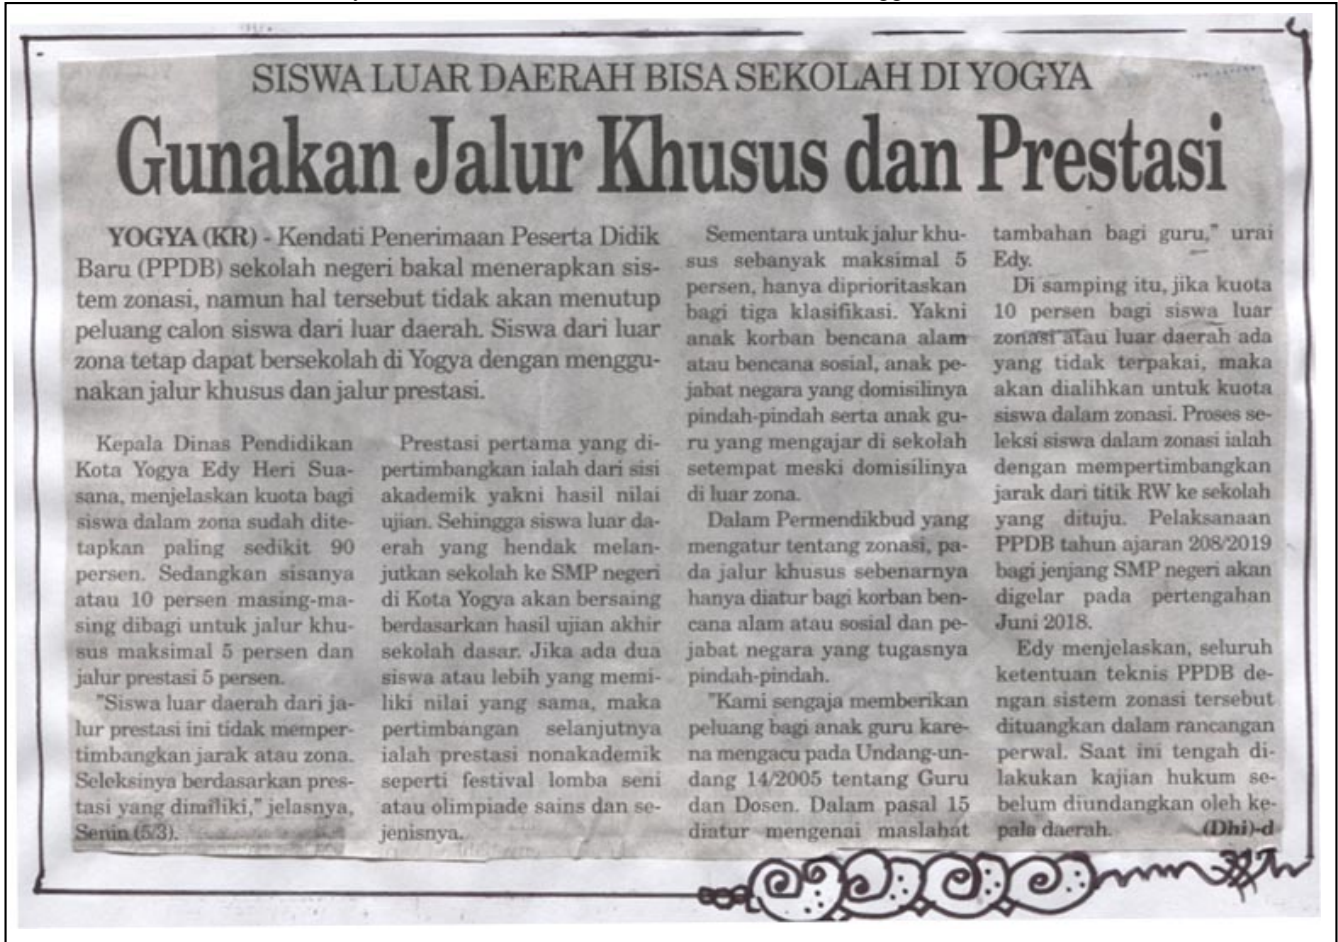 SISWA LUAR DAERAH BISA SEKOLAH DI YOGYA
Gunakan Jalur Khusus dan Prestasi
YOGYA (KR) - Kendati Penerimaan Peserta Didik
Baru (PPDB) sekolah negeri bakal menerapkan sis-
tem zonasi, namun hal tersebut tidak akan menutup
peluang calon siswa dari luar daerah. Siswa dari luar
zona tetap dapat bersekolah di Yogya dengan menggu-
nakan jalur khusus dan jalur prestasi.
Kepala Dinas Pendidikan
Kota Yogya Edy Heri Sua-
sana, menjelaskan kuota bagi
siswa dalam zona sudah dite-
tapkan paling sedikit 90
persen. Sedangkan sisanya
atau 10 persen masing-ma-
sing dibagi untuk jalur khu-
sus maksimal 5 persen dan
jalur prestasi 5 persen.
"Siswa luar daerah dari ja-
lur prestasi ini tidak memper-
timbangkan jarak atau zona.
Seleksinya berdasarkan pres-
tasi yang dimiliki," jelasnya,
Senin (5/3).
Prestasi pertama yang di-
pertimbangkan ialah dari sisi
akademik yakni hasil nilai
ujian. Sehingga siswa luar da-
erah yang hendak melan-
jutkan sekolah ke SMP negeri
di Kota Yogya akan bersaing
berdasarkan hasil ujian akhir
sekolah dasar. Jika ada dua
siswa atau lebih yang memi-
liki nilai yang sama, maka
pertimbangan selanjutnya
ialah prestasi nonakademik
seperti festival lomba seni
atau olimpiade sains dan se-
jenisnya.
Sementara untuk jalur khu-
sus sebanyak maksimal 5
persen, hanya diprioritaskan
bagi tiga klasifikasi. Yakni
anak korban bencana alam
atau bencana sosial, anak pe-
jabat negara yang domisilinya
pindah-pindah serta anak gu-
ru yang mengajar di sekolah
setempat meski domisilinya
di luar zona.
Dalam Permendikbud yang
mengatur tentang zonasi, pa-
da jalur khusus sebenarnya
hanya diatur bagi korban ben-
cana alam atau sosial dan pe-
jabat negara yang tugasnya
pindah-pindah.
"Kami sengaja memberikan
peluang bagi anak guru kare-
na mengacu pada Undang-un-
dang 14/2005 tentang Guru
dan Dosen. Dalam pasal 15
diatur mengenai maslahat
tambahan bagi guru," urai
Edy.
Di samping itu, jika kuota
10 persen bagi siswa luar
zonasi atau luar daerah ada
yang tidak terpakai, maka
akan dialihkan untuk kuota
siswa dalam zonasi. Proses se-
leksi siswa dalam zonasi ialah
dengan mempertimbangkan
jarak dari titik RW ke sekolah
yang dituju. Pelaksanaan
PPDB tahun ajaran 208/2019
bagi jenjang SMP negeri akan
digelar pada pertengahan
Juni 2018.
Edy menjelaskan, seluruh
ketentuan teknis PPDB de-
ngan sistem zonasi tersebut
dituangkan dalam rancangan
perwal. Saat ini tengah di-
lakukan kajian hukum se-
belum diundangkan oleh ke-
pala daerah. (Dhi)-d